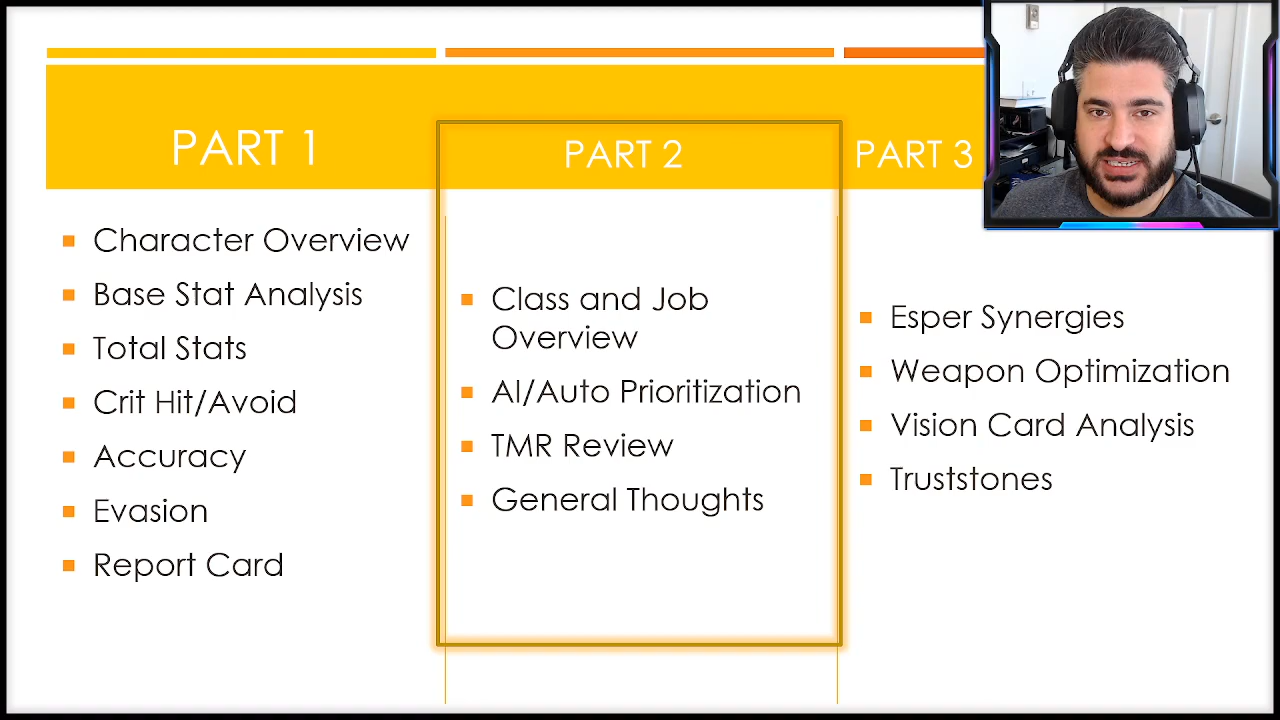 PART 1
Character Overview
Base Stat Analysis
Total Stats
Crit Hit/Avoid
Accuracy
Evasion
Report Card
PART 2
Class and Job
Overview
AI/Auto Prioritization
TMR Review
General Thoughts
PART 3
Esper Synergies
Weapon Optimization
Vision Card Analysis
Truststones